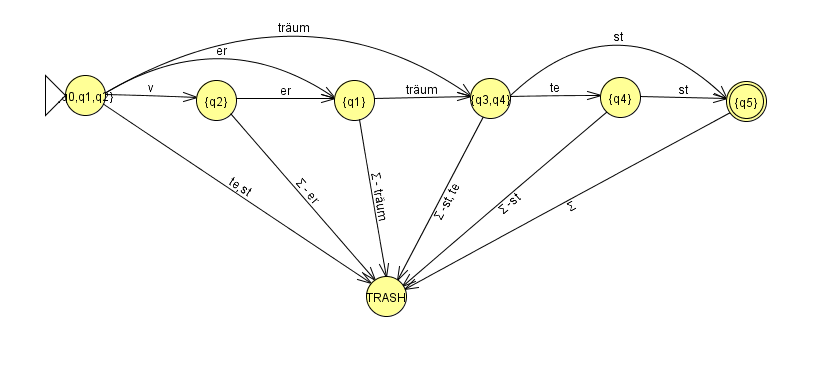 träum
st
er
v
er
träum
te
st
q0,q1,q2}
{q2}
{q1}
{q3,q4}
{q4}
{q5}
te,st
Σ - er
Σ - träum
Σ -st, te
Σ -st
Σ
TRASH